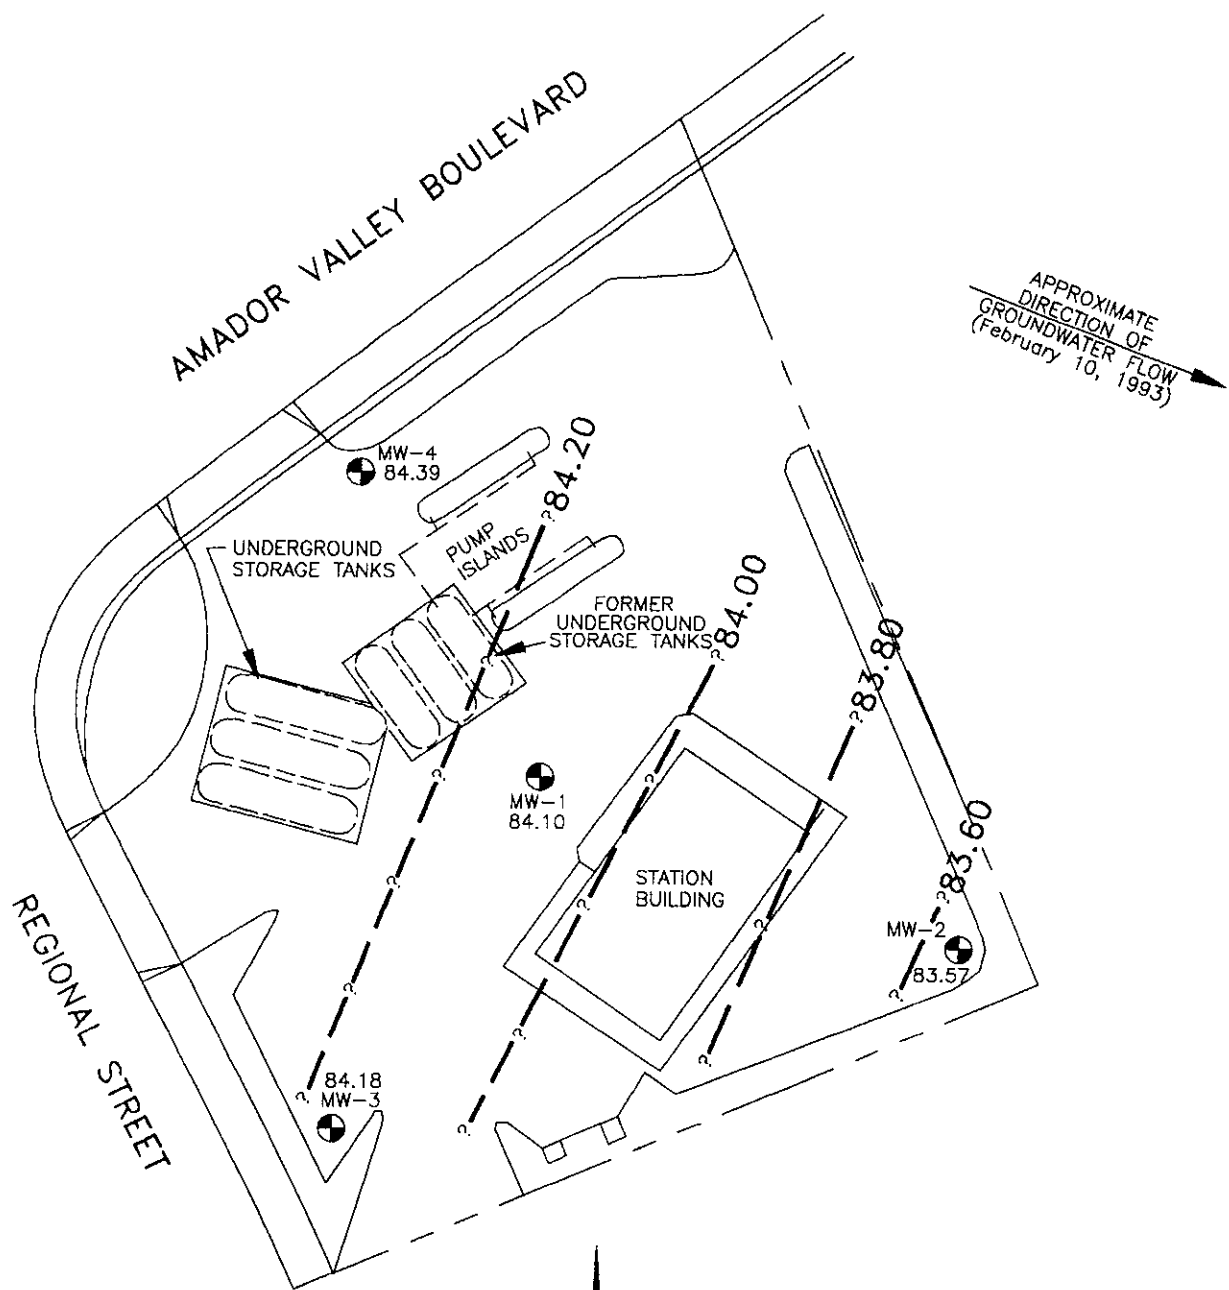 AMADOR VALLEY BOULEVARD
APPROXIMATE
DIRECTION OF
GROUNDWATER FLOW
(February 10, 1993)
MW-4
84.39
84.20
?
UNDERGROUND
STORAGE TANKS
PUMP
ISLANDS
FORMER
UNDERGROUND
STORAGE TANKS
?
84.00
?
83.80
?
?
?
MW-1
84.10
83.60
?
STATION
BUILDING
?
?
?
MW-2
83.57
?
?
?
REGIONAL STREET
?
?
84.18
MW-3
?